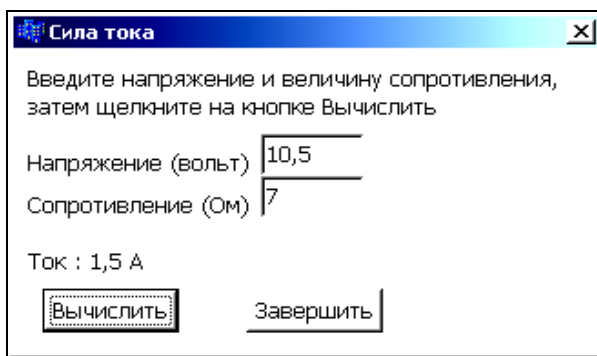 Сила тока
Введите напряжение и величину сопротивления,
затем щелкните на кнопке Вычислить
Напряжение (вольт) 10,5
Сопротивление (Ом) 7
Ток : 1,5 А
Вычислить Завершить